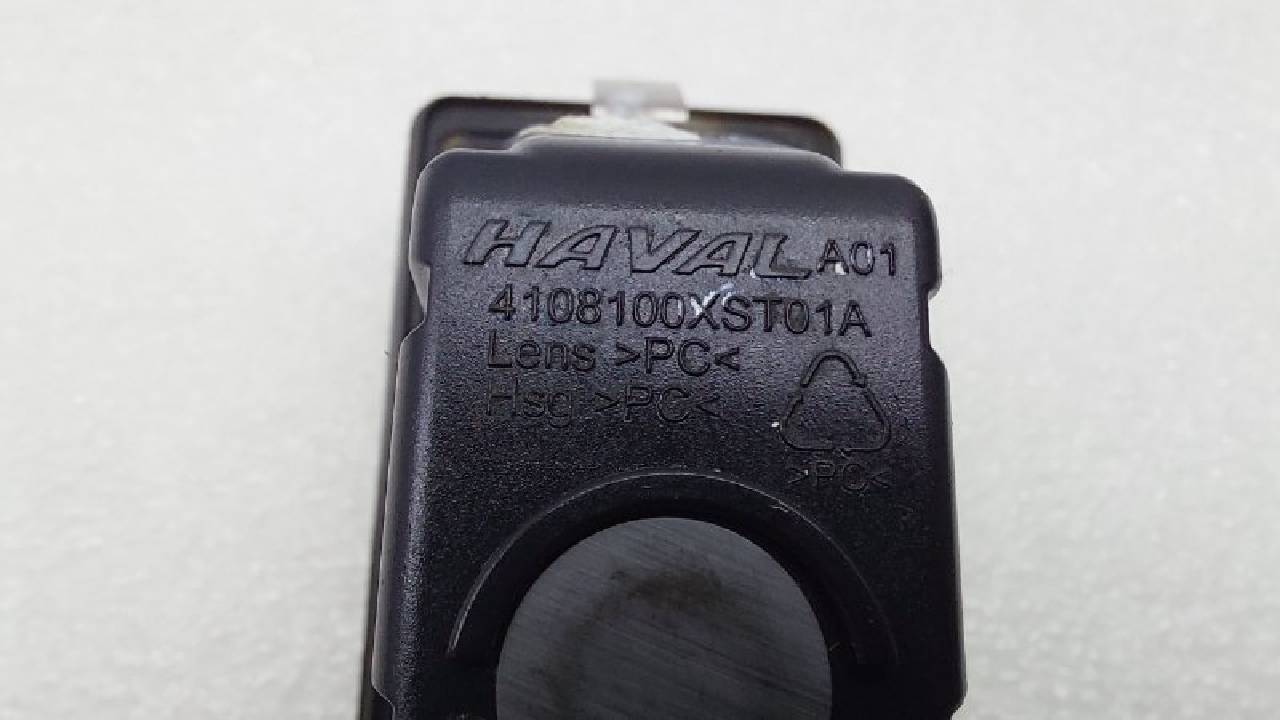 HAVAL A01
4108100XST01A
Lens >PC<
Hsg >PC<
>PC<